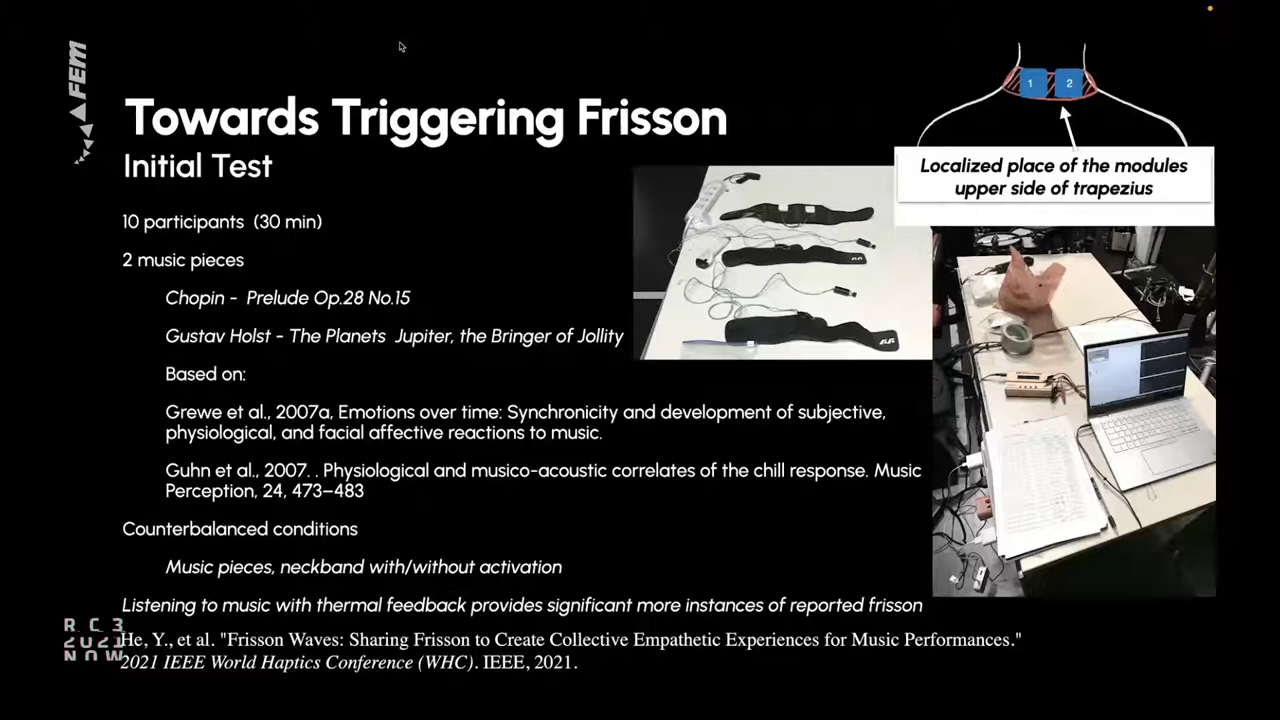 FEM
Towards Triggering Frisson
Initial Test
1 2
Localized place of the modules
upper side of trapezius
10 participants (30 min)
2 music pieces
Chopin - Prelude Op.28 No.15
Gustav Holst - The Planets Jupiter, the Bringer of Jollity
Based on:
Grewe et al., 2007a, Emotions over time: Synchronicity and development of subjective,
physiological, and facial affective reactions to music.
Guhn et al., 2007. . Physiological and musico-acoustic correlates of the chill response. Music
Perception, 24, 473–483
Counterbalanced conditions
Music pieces, neckband with/without activation
Listening to music with thermal feedback provides significant more instances of reported frisson
He, Y., et al. "Frisson Waves: Sharing Frisson to Create Collective Empathetic Experiences for Music Performances."
2021 IEEE World Haptics Conference (WHC). IEEE, 2021.
RC3
2021
NOW